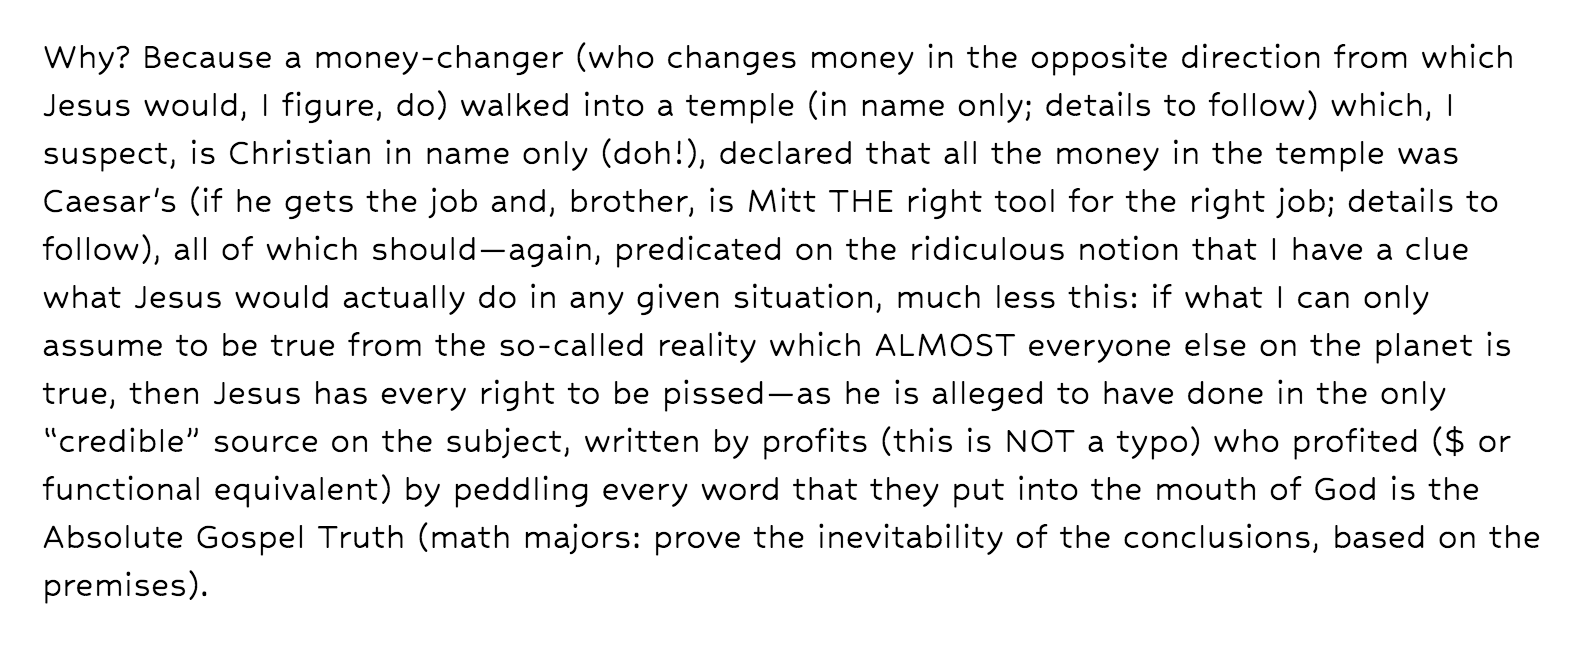 Why? Because a money-changer (who changes money in the opposite direction from which
Jesus would, I figure, do) walked into a temple (in name only; details to follow) which, I
suspect, is Christian in name only (doh!), declared that all the money in the temple was
Caesar's (if he gets the job and, brother, is Mitt THE right tool for the right job; details to
follow), all of which should—again, predicated on the ridiculous notion that I have a clue
what Jesus would actually do in any given situation, much less this: if what I can only
assume to be true from the so-called reality which ALMOST everyone else on the planet is
true, then Jesus has every right to be pissed—as he is alleged to have done in the only
“credible” source on the subject, written by profits (this is NOT a typo) who profited ($ or
functional equivalent) by peddling every word that they put into the mouth of God is the
Absolute Gospel Truth (math majors: prove the inevitability of the conclusions, based on the
premises).